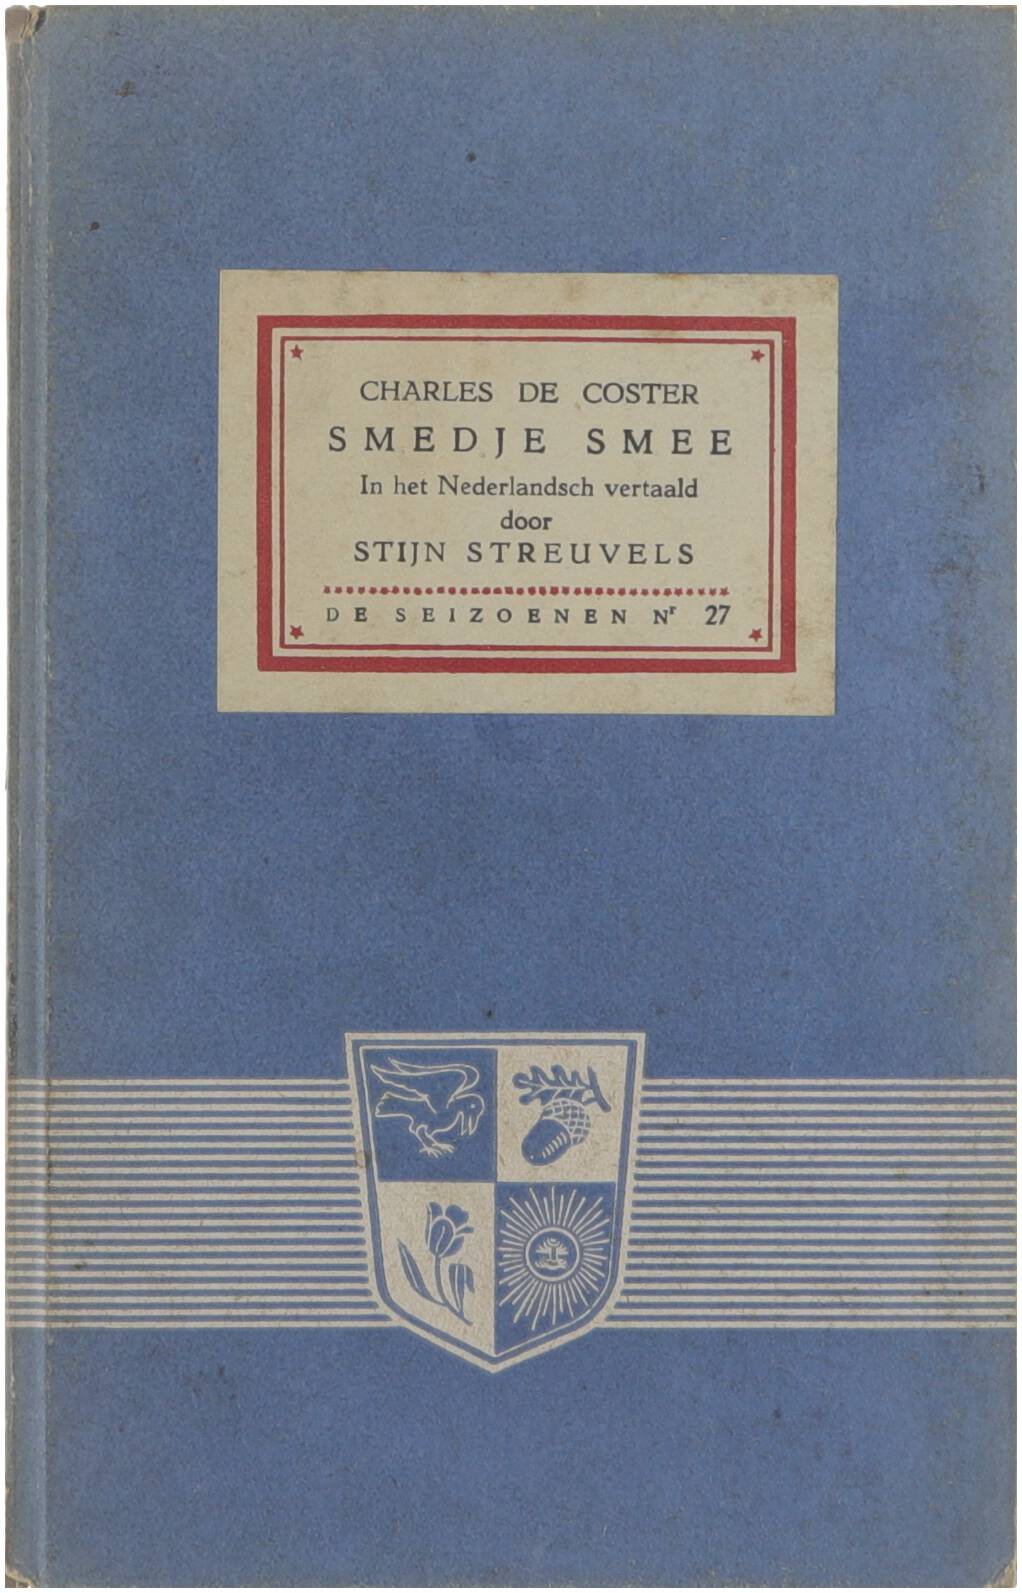 CHARLES DE COSTER
SMEDJE SMEE
In het Nederlandsch vertaald
door
STIJN STREUVELS
DE SEIZOENEN Nr 27